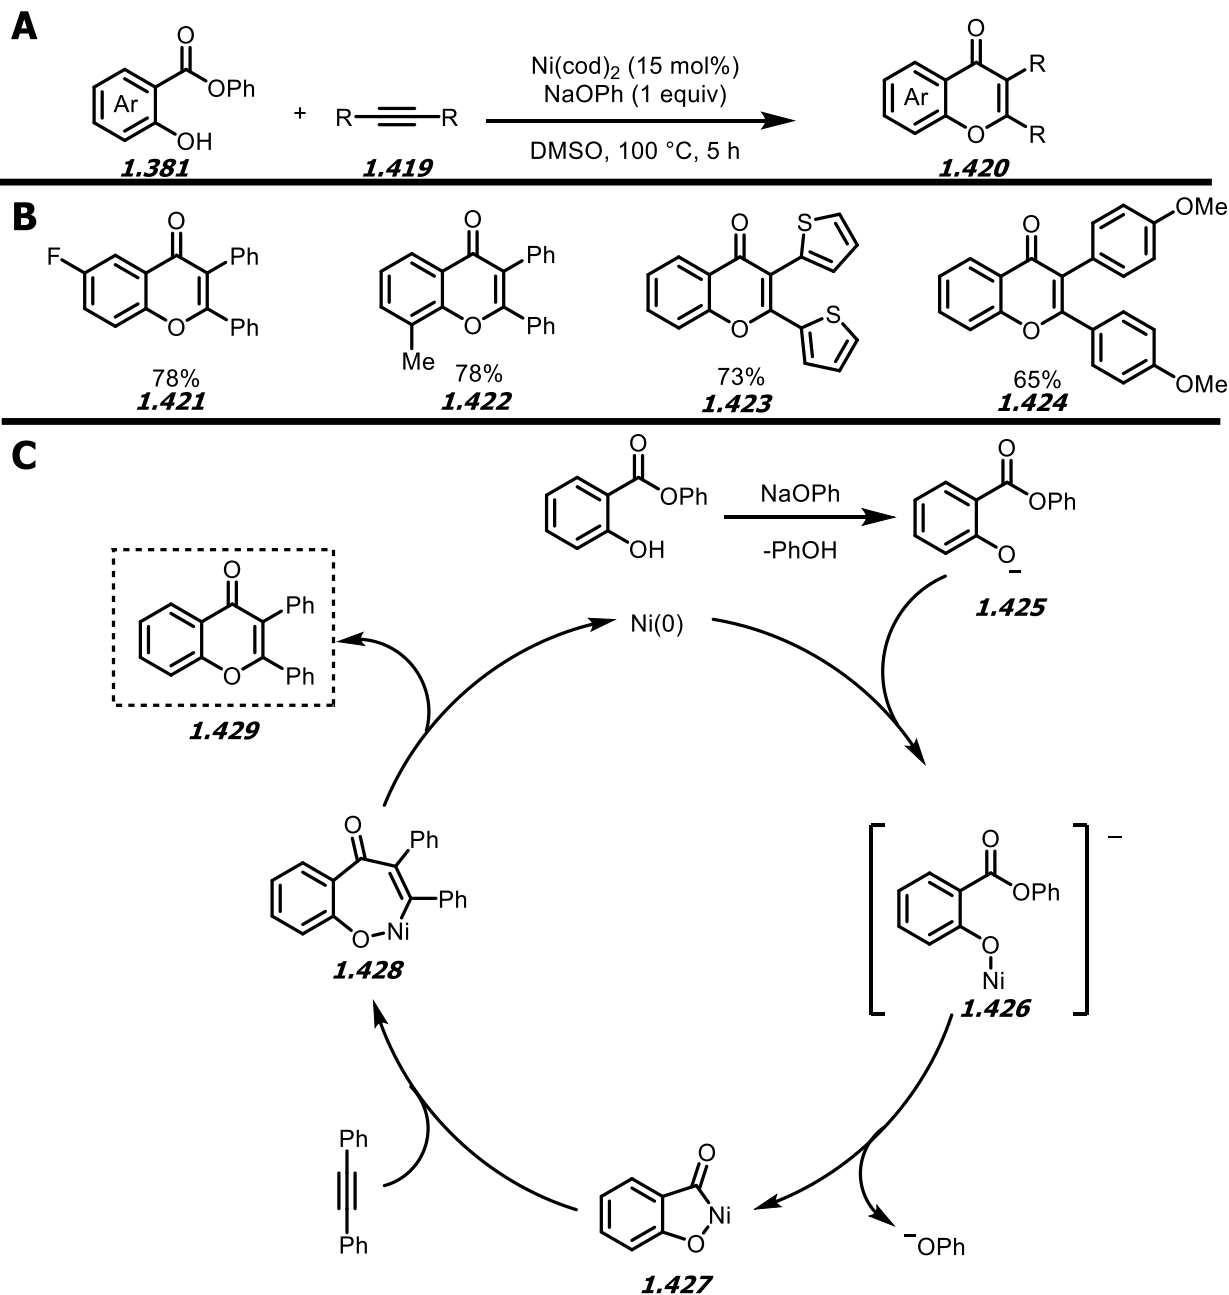 A
O
OPh
Ar
OH
1.381
+
R
R
1.419
Ni(cod)2 (15 mol%)
NaOPh (1 equiv)
DMSO, 100 °C, 5 h
O
R
Ar
O
R
1.420
B
F
O
Ph
O
Ph
78%
1.421
O
Ph
O
Ph
Me
78%
1.422
O
S
O
S
73%
1.423
O
OMe
O
OMe
65%
1.424
C
O
OPh
OH
NaOPh
-PhOH
O
OPh
O
−
1.425
O
Ph
O
Ph
1.429
Ni(0)
O
Ph
Ph
O
Ni
1.428
O
OPh
O
Ni
−
1.426
Ph
Ph
O
Ni
O
1.427
−OPh